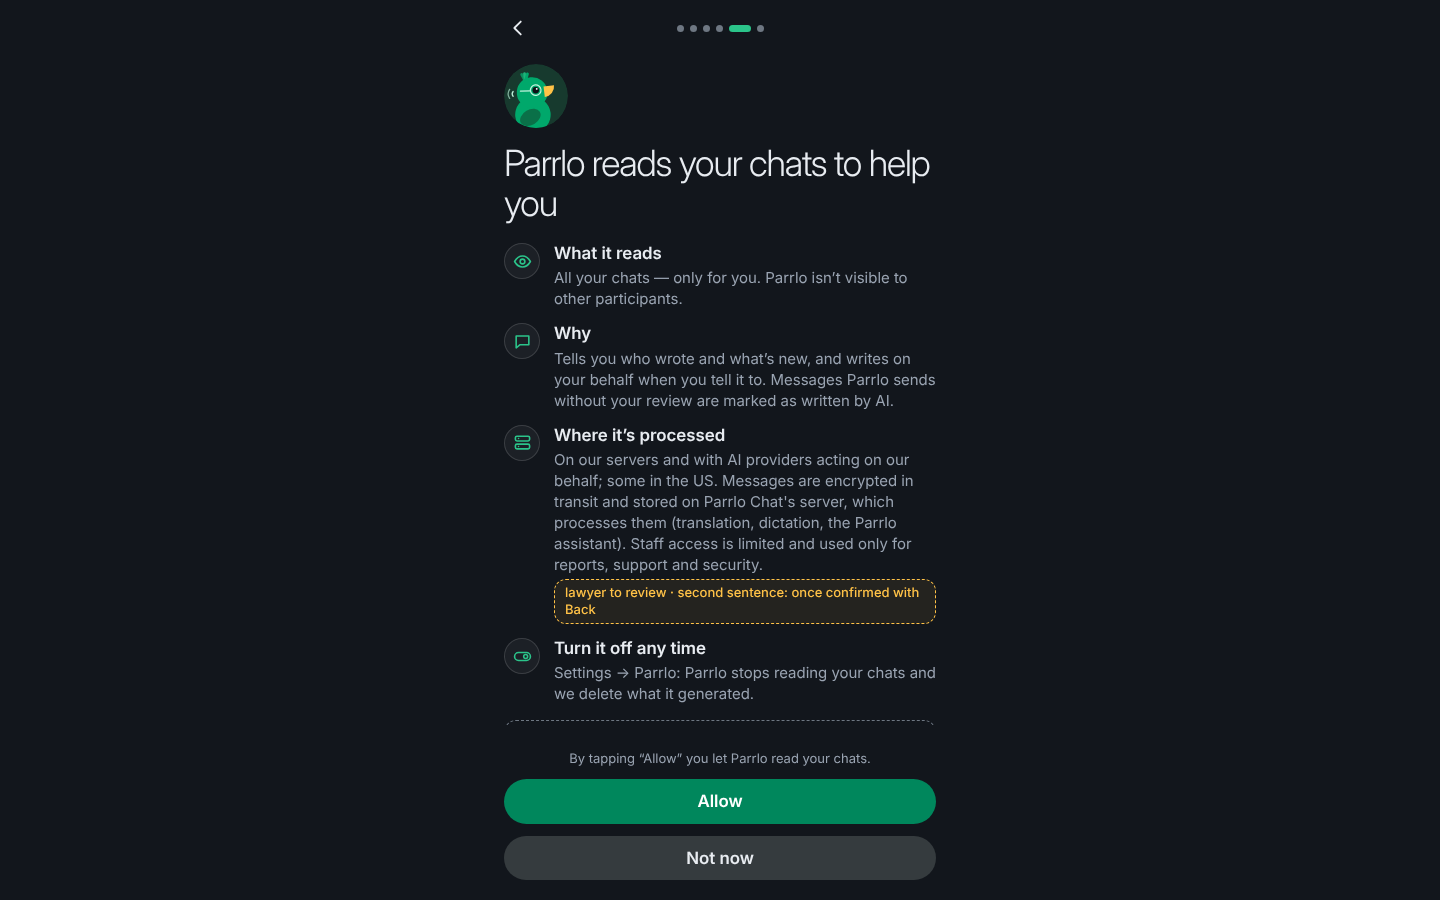 Parrlo reads your chats to help
you
What it reads
All your chats — only for you. Parrlo isn’t visible to
other participants.
Why
Tells you who wrote and what’s new, and writes on
your behalf when you tell it to. Messages Parrlo sends
without your review are marked as written by AI.
Where it’s processed
On our servers and with AI providers acting on our
behalf; some in the US. Messages are encrypted in
transit and stored on Parrlo Chat's server, which
processes them (translation, dictation, the Parrlo
assistant). Staff access is limited and used only for
reports, support and security.
lawyer to review · second sentence: once confirmed with
Back
Turn it off any time
Settings → Parrlo: Parrlo stops reading your chats and
we delete what it generated.
By tapping “Allow” you let Parrlo read your chats.
Allow
Not now